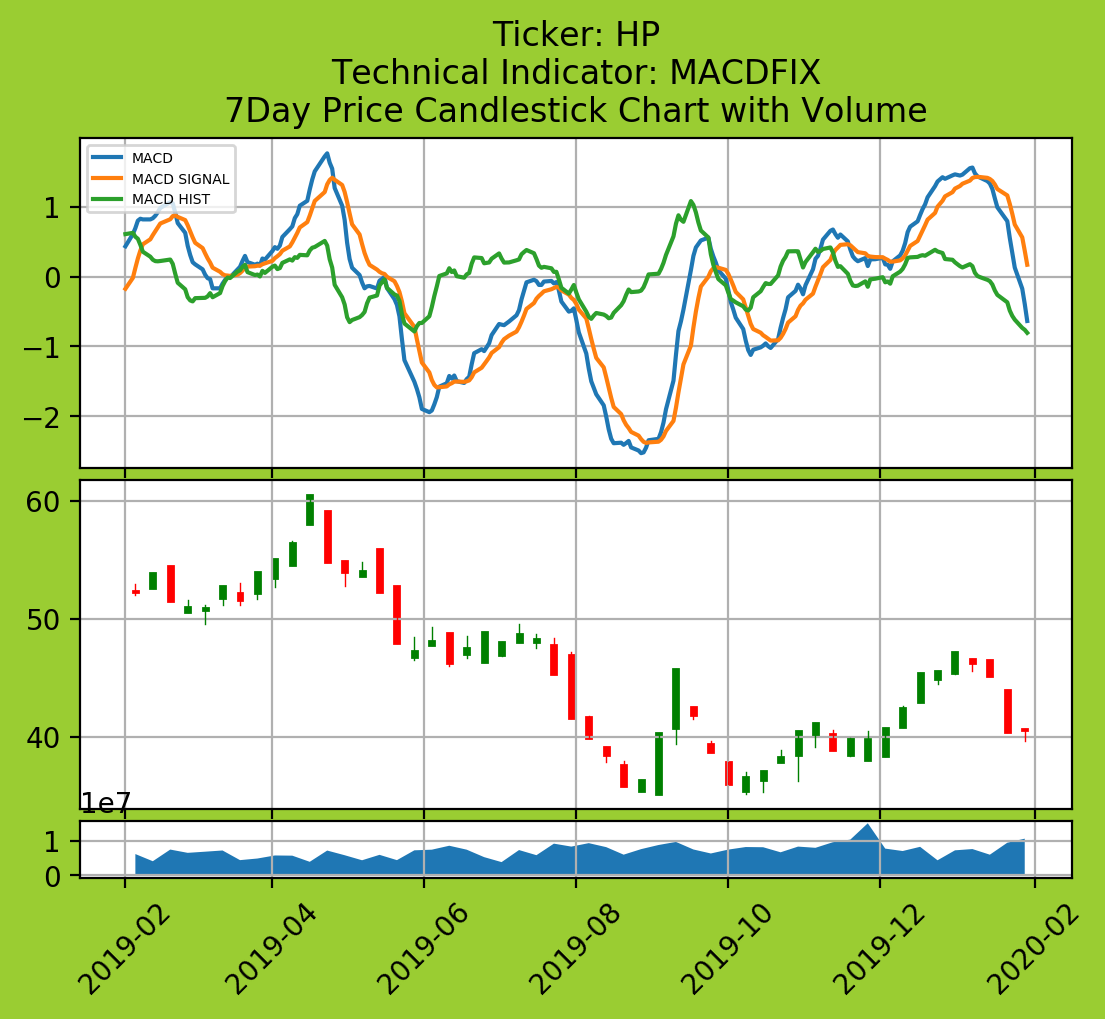 Ticker: HP
Technical Indicator: MACDFIX
7Day Price Candlestick Chart with Volume
MACD
MACD SIGNAL
MACD HIST
1
0
−1
−2
60
50
40
1e7
1
0
2019-02
2019-04
2019-06
2019-08
2019-10
2019-12
2020-02